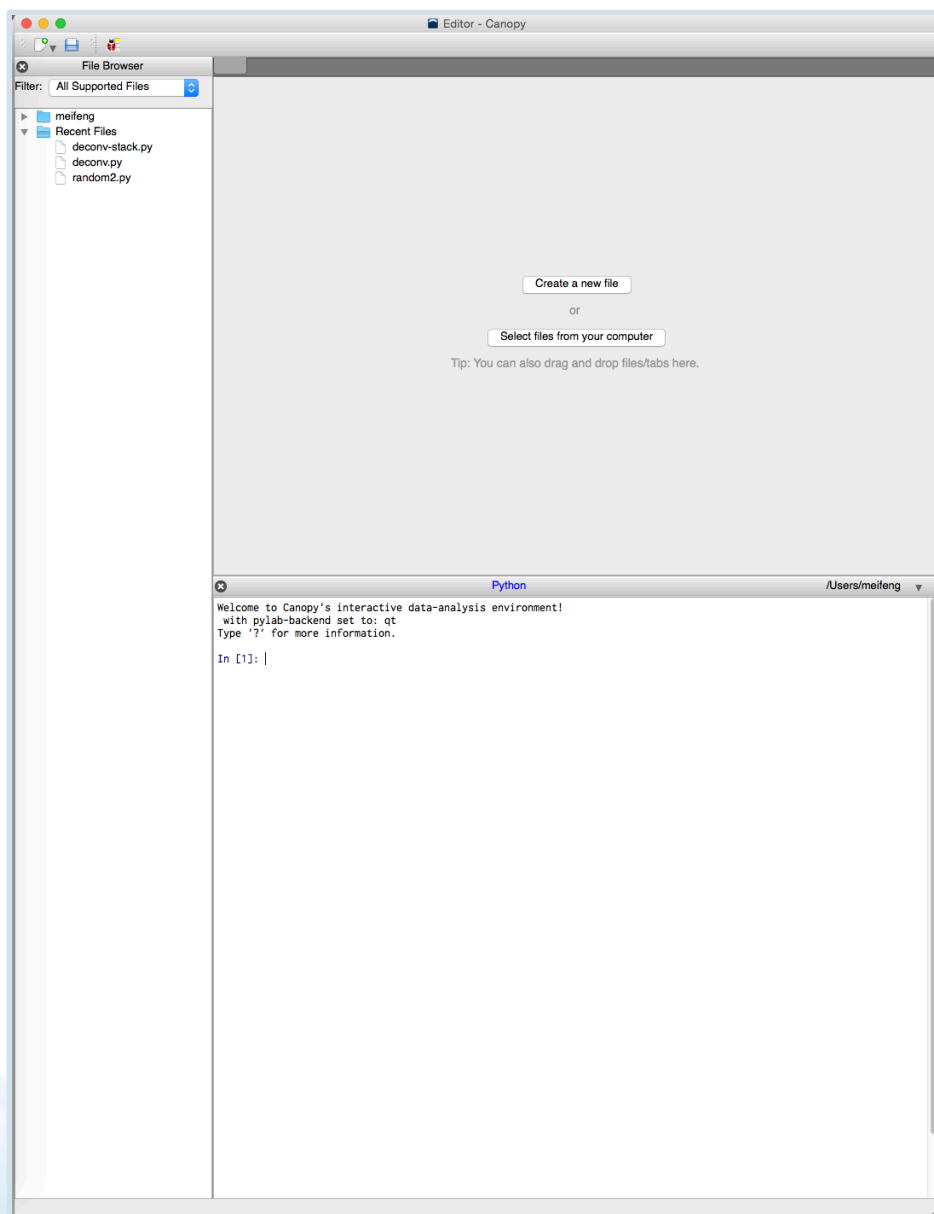 Editor - Canopy
File Browser
Filter: All Supported Files
meifeng
Recent Files
deconv-stack.py
deconv.py
random2.py
Create a new file
or
Select files from your computer
Tip: You can also drag and drop files/tabs here.
Python /Users/meifeng
Welcome to Canopy's interactive data-analysis environment!
with pylab-backend set to: qt
Type '?' for more information.
In [1]: